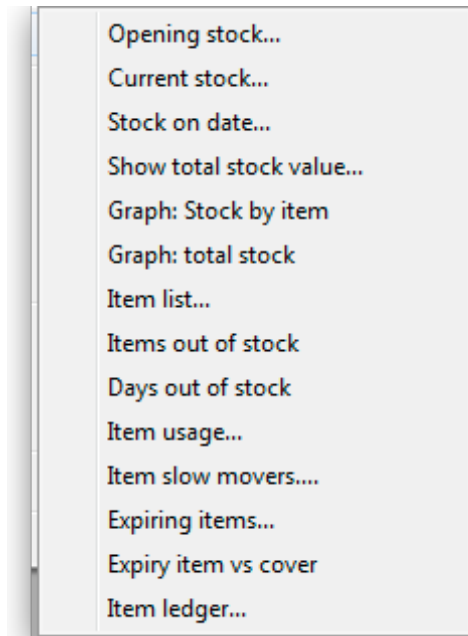 Opening stock...
Current stock...
Stock on date...
Show total stock value...
Graph: Stock by item
Graph: total stock
Item list...
Items out of stock
Days out of stock
Item usage...
Item slow movers....
Expiring items...
Expiry item vs cover
Item ledger...